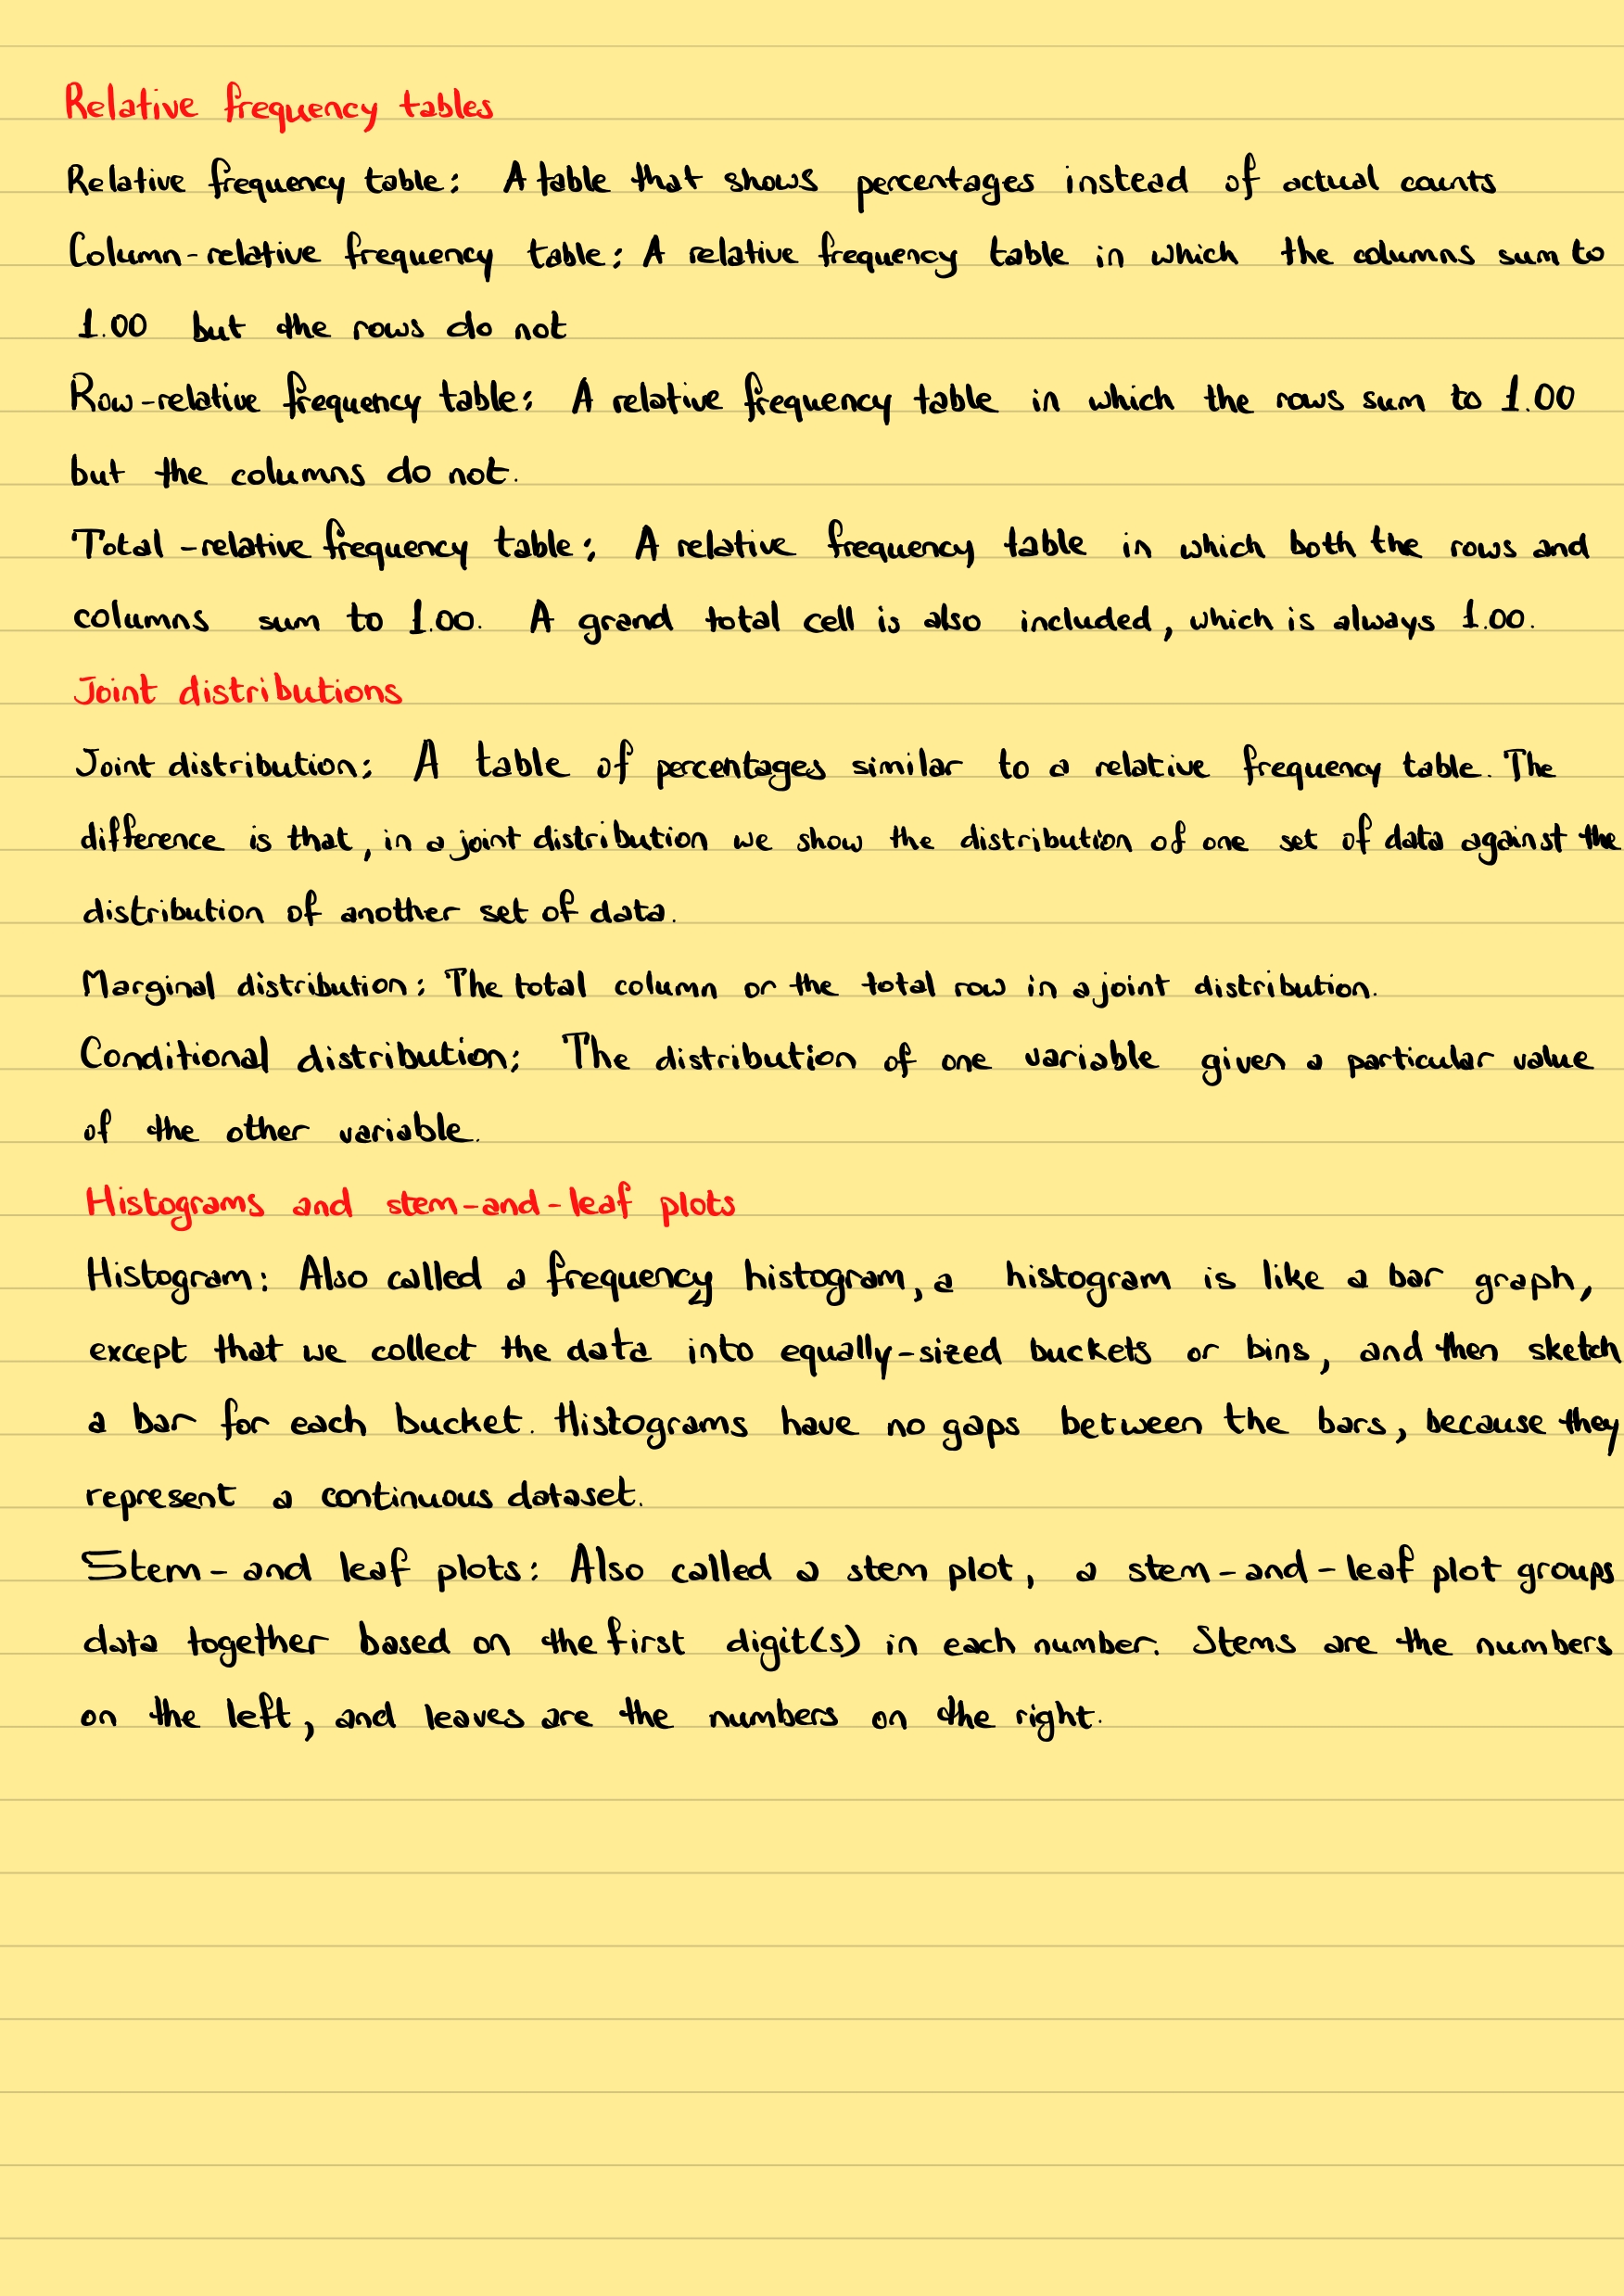 Relative frequency tables
Relative frequency table: A table that shows percentages instead of actual counts
Column-relative frequency table: A relative frequency table in which the columns sum to
1.00 but the rows do not
Row-relative frequency table: A relative frequency table in which the rows sum to 1.00
but the columns do not.
Total-relative frequency table: A relative frequency table in which both the rows and
columns sum to 1.00. A grand total cell is also included, which is always 1.00.
Joint distributions
Joint distribution: A table of percentages similar to a relative frequency table. The
difference is that, in a joint distribution we show the distribution of one set of data against the
distribution of another set of data.
Marginal distribution: The total column or the total row in a joint distribution.
Conditional distribution: The distribution of one variable given a particular value
of the other variable.
Histograms and stem-and-leaf plots
Histogram: Also called a frequency histogram, a histogram is like a bar graph,
except that we collect the data into equally-sized buckets or bins, and then sketch
a bar for each bucket. Histograms have no gaps between the bars, because they
represent a continuous dataset.
Stem-and leaf plots: Also called a stem plot, a stem-and-leaf plot groups
data together based on the first digit(s) in each number. Stems are the numbers
on the left, and leaves are the numbers on the right.